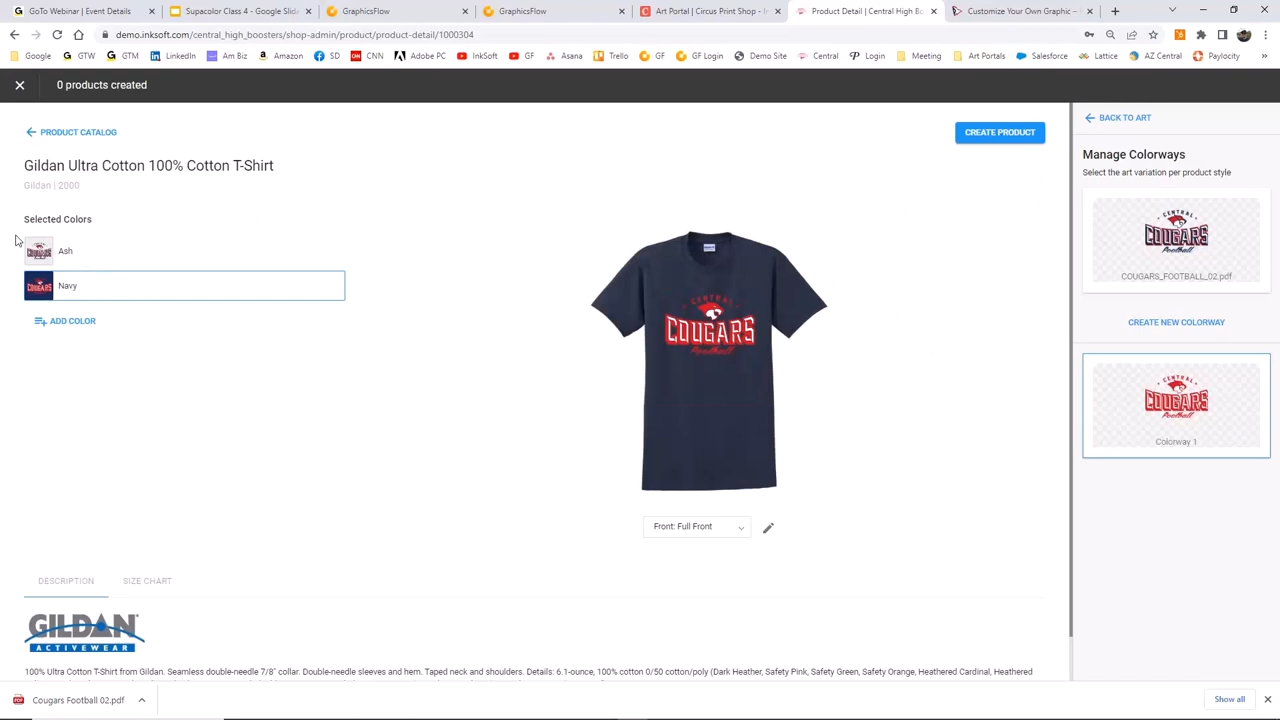 GoTo Webinar | Event Details
Supacolor Class 4 - Google Slid
GraphicsFlow
GraphicsFlow
Art Portal | Circus Print Shop - In
Product Detail | Central High Bo
Customize Your Own Graphic –
demo.inksoft.com/central_high_boosters/shop-admin/product/product-detail/1000304
Google
GTW
GTM
LinkedIn
Am Biz
Amazon
SD
CNN
Adobe PC
InkSoft
GF
Asana
Trello
GF
GF Login
Demo Site
Central
Login
Meeting
Art Portals
Salesforce
Lattice
AZ Central
Paylocity
0 products created
PRODUCT CATALOG
CREATE PRODUCT
Gildan Ultra Cotton 100% Cotton T-Shirt
Gildan | 2000
Selected Colors
Ash
Navy
ADD COLOR
CENTRAL
COUGARS
Football
Front: Full Front
DESCRIPTION
SIZE CHART
GILDAN
ACTIVEWEAR
100% Ultra Cotton T-Shirt from Gildan. Seamless double-needle 7/8" collar. Double-needle sleeves and hem. Taped neck and shoulders. Details: 6.1-ounce, 100% cotton 0/50 cotton/poly (Dark Heather, Safety Pink, Safety Green, Safety Orange, Heathered Cardinal, Heathered
BACK TO ART
Manage Colorways
Select the art variation per product style
CENTRAL
COUGARS
Football
COUGARS_FOOTBALL_02.pdf
CREATE NEW COLORWAY
CENTRAL
COUGARS
Football
Colorway 1
Cougars Football 02.pdf
Show all